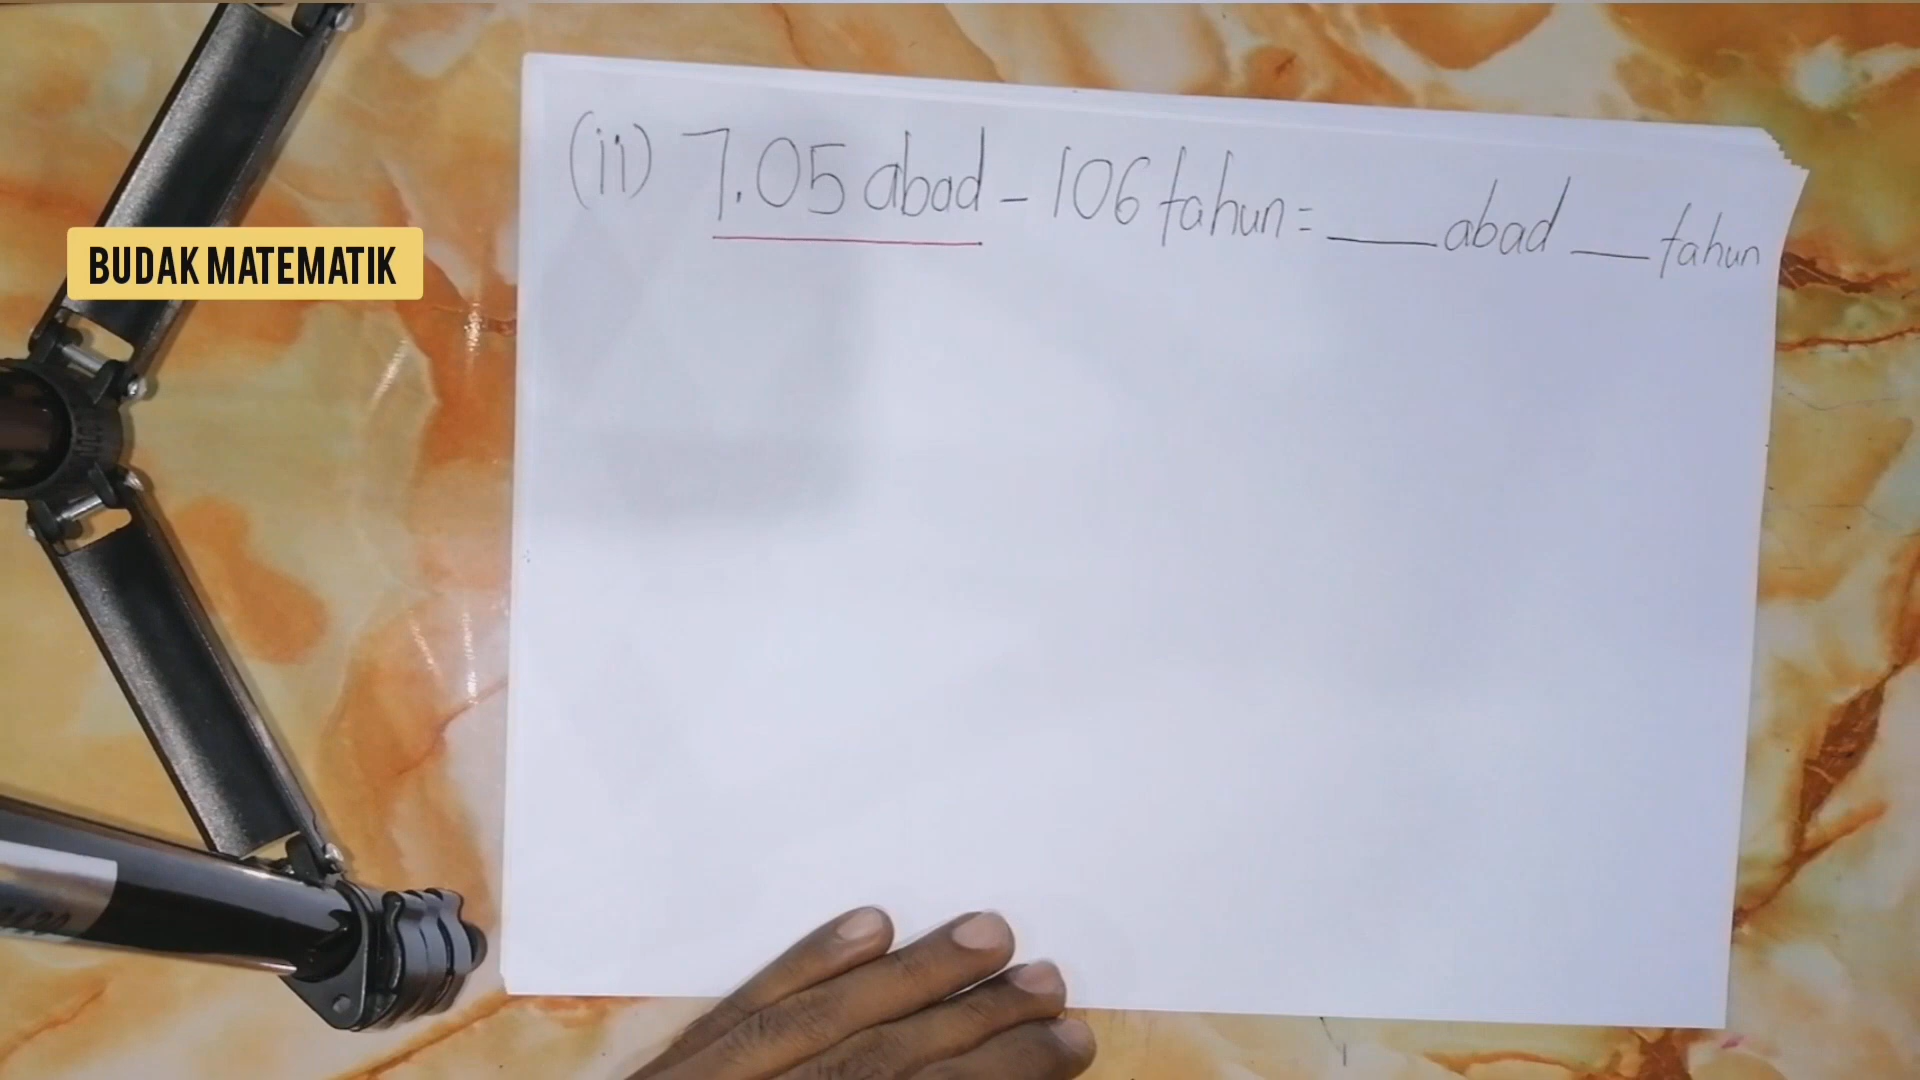 (ii) 7.05 abad - 106 tahun = ___ abad ___ tahun
BUDAK MATEMATIK